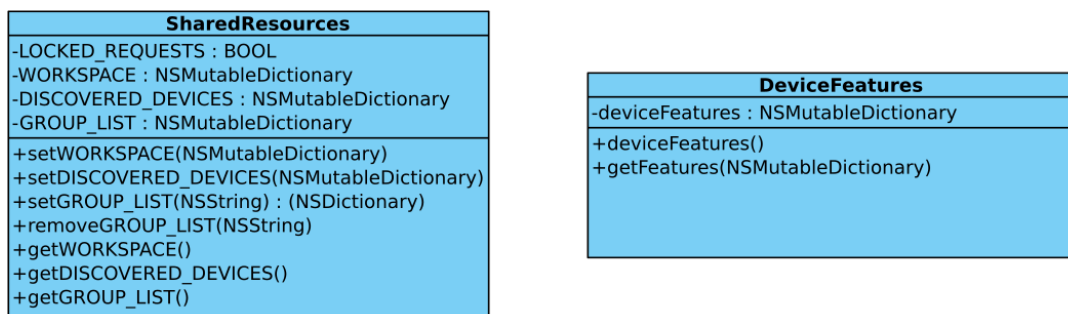 SharedResources
-LOCKED_REQUESTS : BOOL
-WORKSPACE : NSMutableDictionary
-DISCOVERED_DEVICES : NSMutableDictionary
-GROUP_LIST : NSMutableDictionary
+setWORKSPACE(NSMutableDictionary)
+setDISCOVERED_DEVICES(NSMutableDictionary)
+setGROUP_LIST(NSString) : (NSDictionary)
+removeGROUP_LIST(NSString)
+getWORKSPACE()
+getDISCOVERED_DEVICES()
+getGROUP_LIST()
DeviceFeatures
-deviceFeatures : NSMutableDictionary
+deviceFeatures()
+getFeatures(NSMutableDictionary)